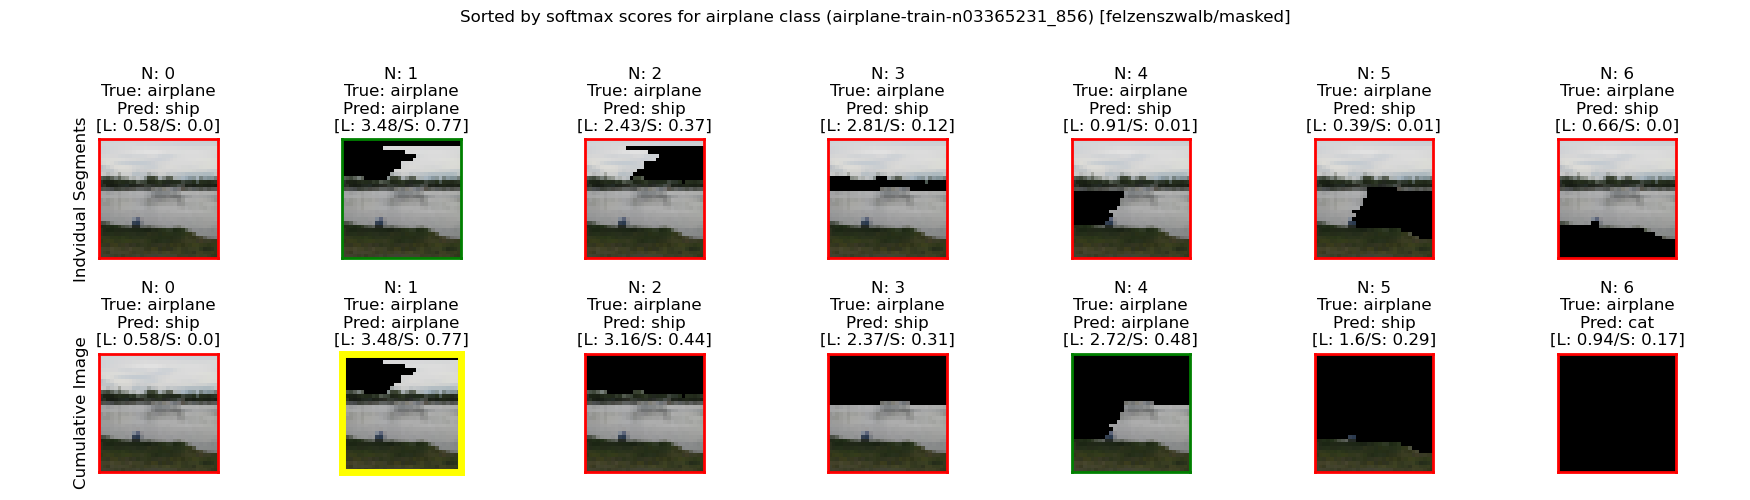 Sorted by softmax scores for airplane class (airplane-train-n03365231_856) [felzenszwalb/masked]
Indvidual Segments
N: 0
True: airplane
Pred: ship
[L: 0.58/S: 0.0]
N: 1
True: airplane
Pred: airplane
[L: 3.48/S: 0.77]
N: 2
True: airplane
Pred: ship
[L: 2.43/S: 0.37]
N: 3
True: airplane
Pred: ship
[L: 2.81/S: 0.12]
N: 4
True: airplane
Pred: ship
[L: 0.91/S: 0.01]
N: 5
True: airplane
Pred: ship
[L: 0.39/S: 0.01]
N: 6
True: airplane
Pred: ship
[L: 0.66/S: 0.0]
Cumulative Image
N: 0
True: airplane
Pred: ship
[L: 0.58/S: 0.0]
N: 1
True: airplane
Pred: airplane
[L: 3.48/S: 0.77]
N: 2
True: airplane
Pred: ship
[L: 3.16/S: 0.44]
N: 3
True: airplane
Pred: ship
[L: 2.37/S: 0.31]
N: 4
True: airplane
Pred: airplane
[L: 2.72/S: 0.48]
N: 5
True: airplane
Pred: ship
[L: 1.6/S: 0.29]
N: 6
True: airplane
Pred: cat
[L: 0.94/S: 0.17]